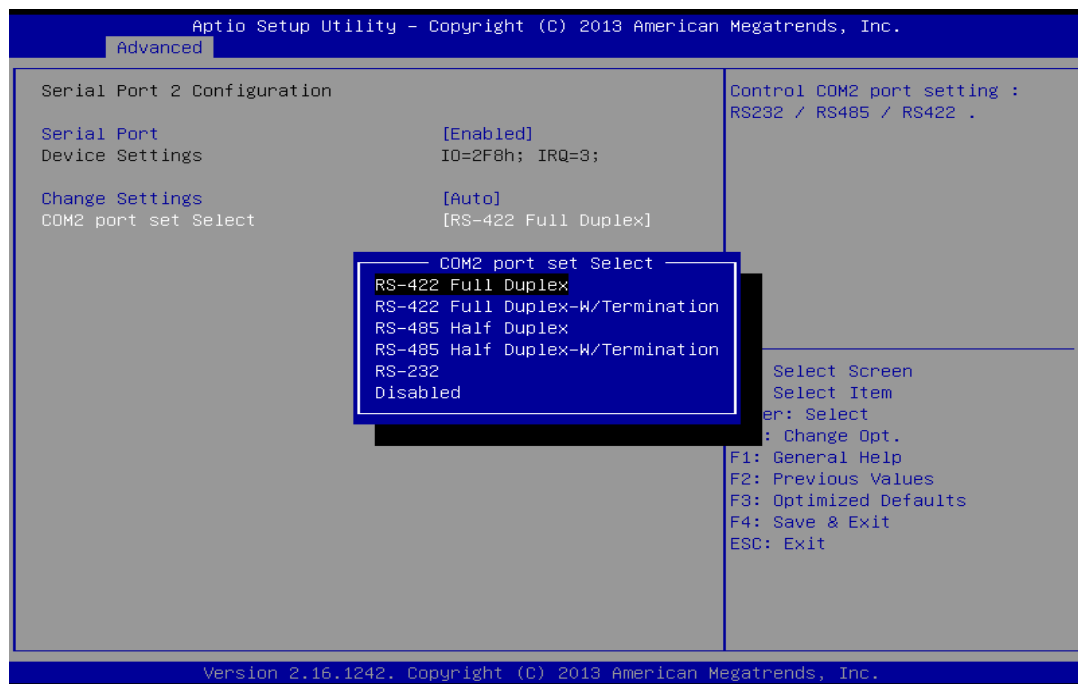 Aptio Setup Utility – Copyright (C) 2013 American Megatrends, Inc.
Advanced
Serial Port 2 Configuration
Serial Port [Enabled]
Device Settings IO=2F8h; IRQ=3;
Change Settings [Auto]
COM2 port set Select [RS-422 Full Duplex]
COM2 port set Select
RS-422 Full Duplex
RS-422 Full Duplex-W/Termination
RS-485 Half Duplex
RS-485 Half Duplex-W/Termination
RS-232
Disabled
Control COM2 port setting :
RS232 / RS485 / RS422 .
Select Screen
Select Item
er: Select
: Change Opt.
F1: General Help
F2: Previous Values
F3: Optimized Defaults
F4: Save & Exit
ESC: Exit
Version 2.16.1242. Copyright (C) 2013 American Megatrends, Inc.